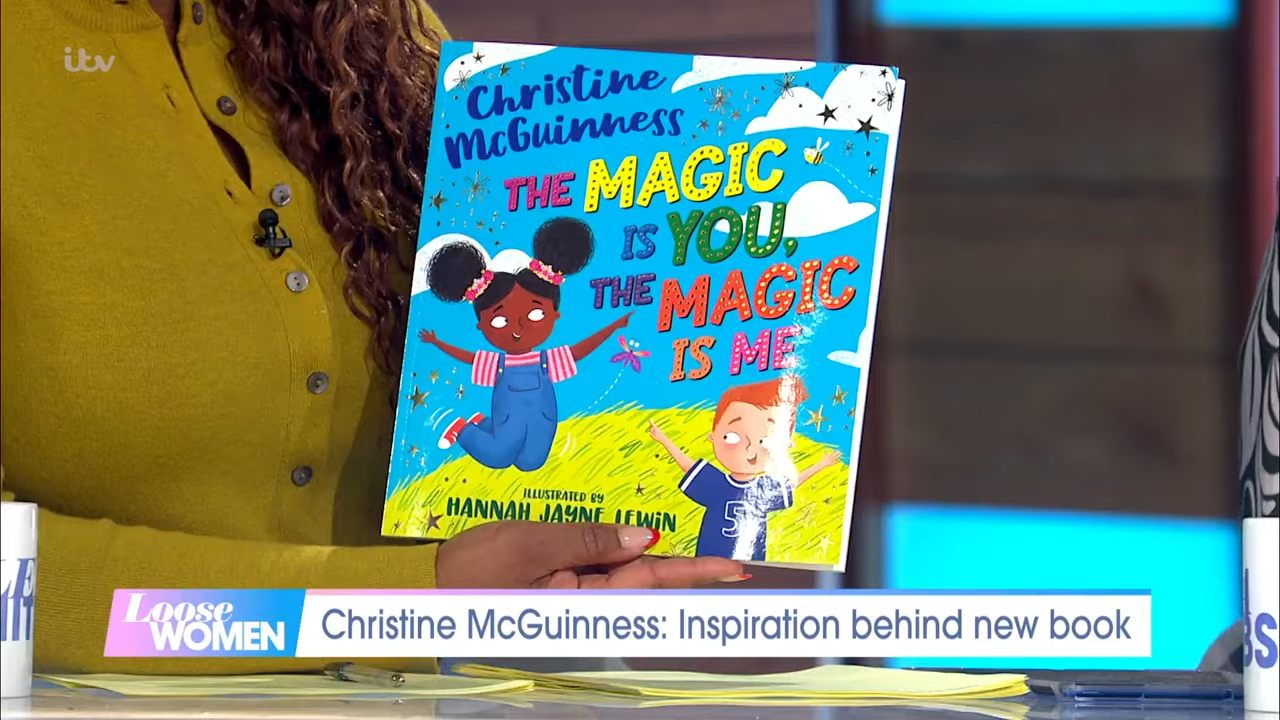 itv
Christine
McGuinness
THE MAGIC
IS YOU,
THE MAGIC
IS ME
ILLUSTRATED BY
HANNAH JAYNE LEWIN
5
Loose
WOMEN
Christine McGuinness: Inspiration behind new book